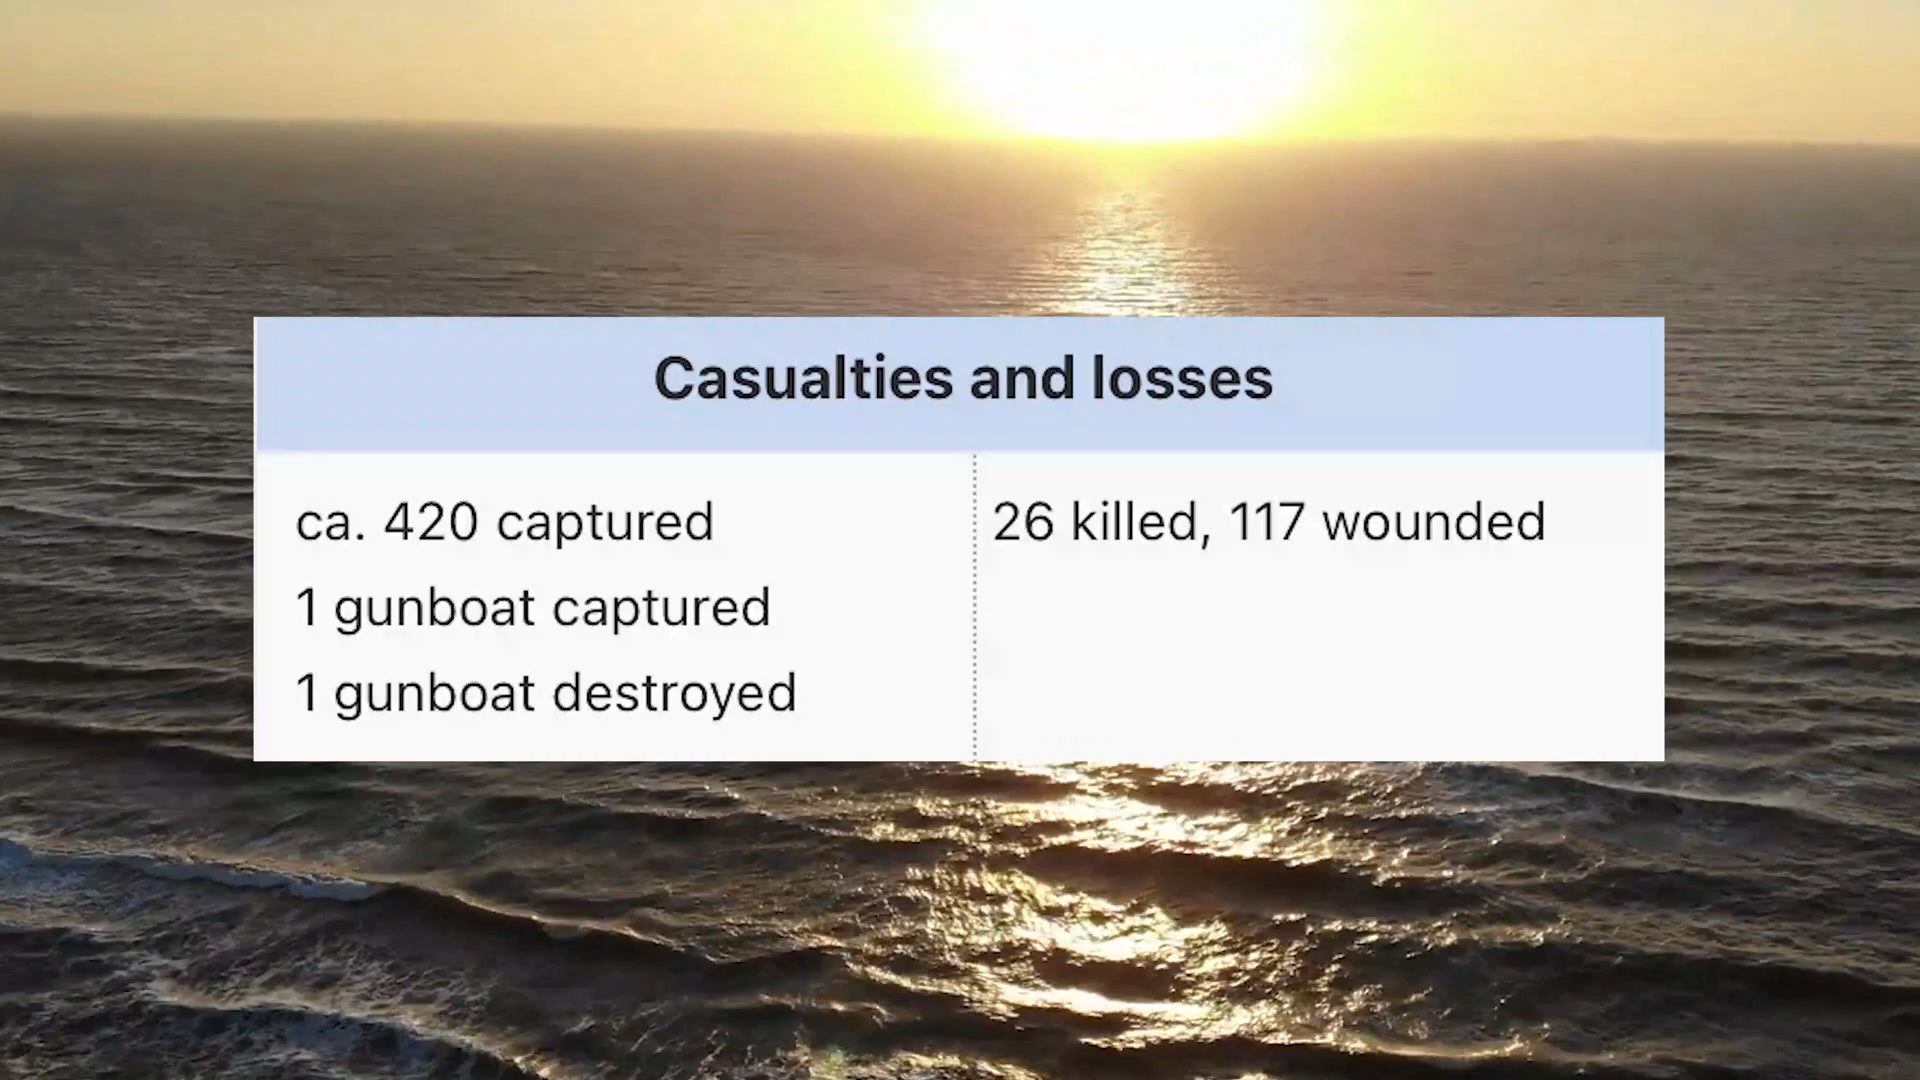 Casualties and losses
ca. 420 captured
1 gunboat captured
1 gunboat destroyed
26 killed, 117 wounded